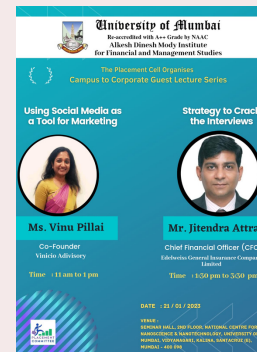 University of Mumbai
Re-accredited with A++ Grade by NAAC
Alkesh Dinesh Mody Institute
for Financial and Management Studies
The Placement Cell Organises
Campus to Corporate Guest Lecture Series
Using Social Media as
a Tool for Marketing
Strategy to Crack
the Interviews
Ms. Vinu Pillai
Co-Founder
Vinicio Adivisory
Time : 11 am to 1 pm
Mr. Jitendra Attra
Chief Financial Officer (CFO
Edelweiss General Insurance Compa
Limited
Time : 1:30 pm to 3:30 pm
DATE : 21 / 01 / 2023
VENUE :
SEMINAR HALL, 2ND FLOOR, NATIONAL CENTRE FOR
NANOSCIENCE & NANOTECHNOLOGY, UNIVERSITY OF
MUMBAI, VIDYANAGARI, KALINA, SANTACRUZ (E),
MUMBAI - 400 098
PLACEMENT
COMMITTEE